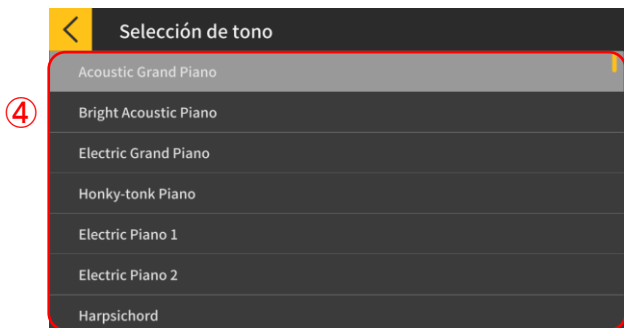 Selección de tono
Acoustic Grand Piano
④
Bright Acoustic Piano
Electric Grand Piano
Honky-tonk Piano
Electric Piano 1
Electric Piano 2
Harpsichord